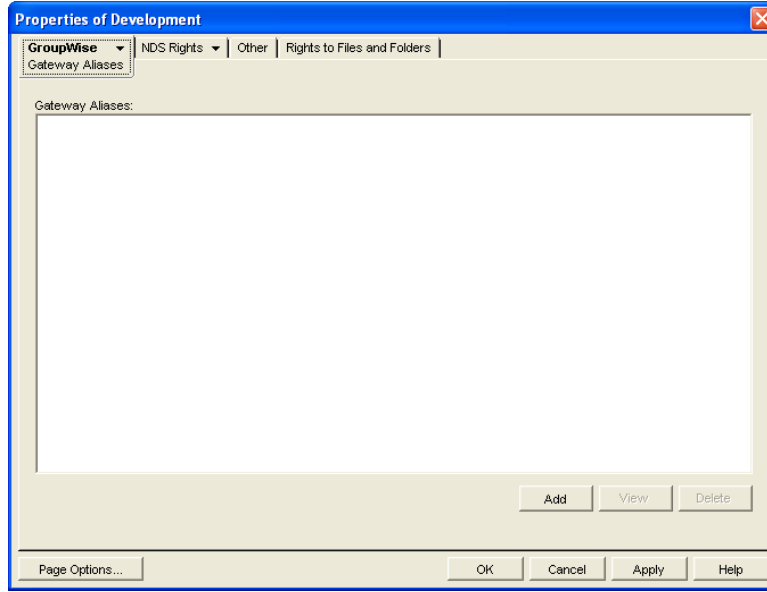 Properties of Development
GroupWise NDS Rights Other Rights to Files and Folders
Gateway Aliases
Gateway Aliases:
Add View Delete
Page Options... OK Cancel Apply Help